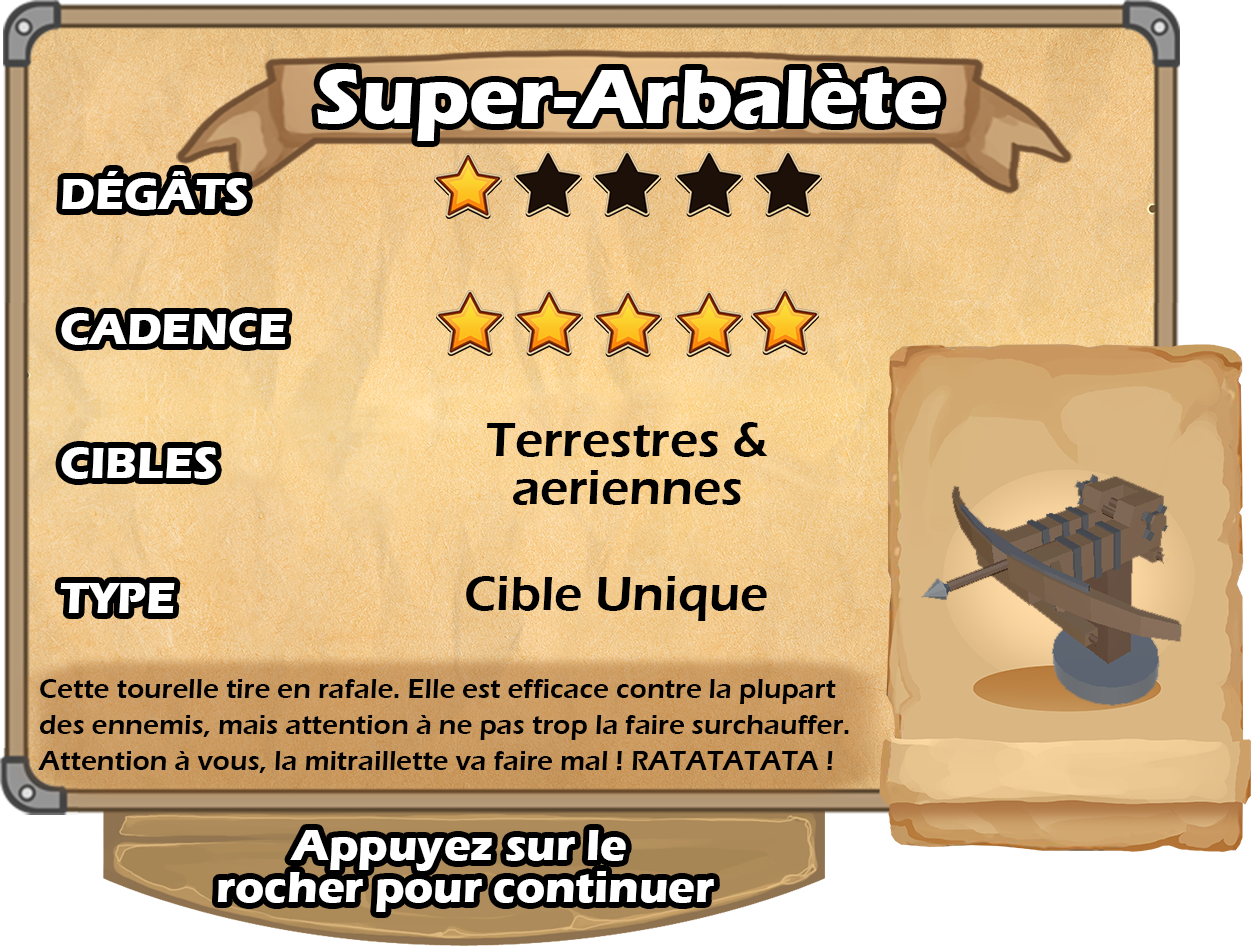 Super-Arbalète
DÉGÂTS
CADENCE
CIBLES
Terrestres &
aeriennes
TYPE
Cible Unique
Cette tourelle tire en rafale. Elle est efficace contre la plupart
des ennemis, mais attention à ne pas trop la faire surchauffer.
Attention à vous, la mitraillette va faire mal ! RATATATATA !
Appuyez sur le
rocher pour continuer